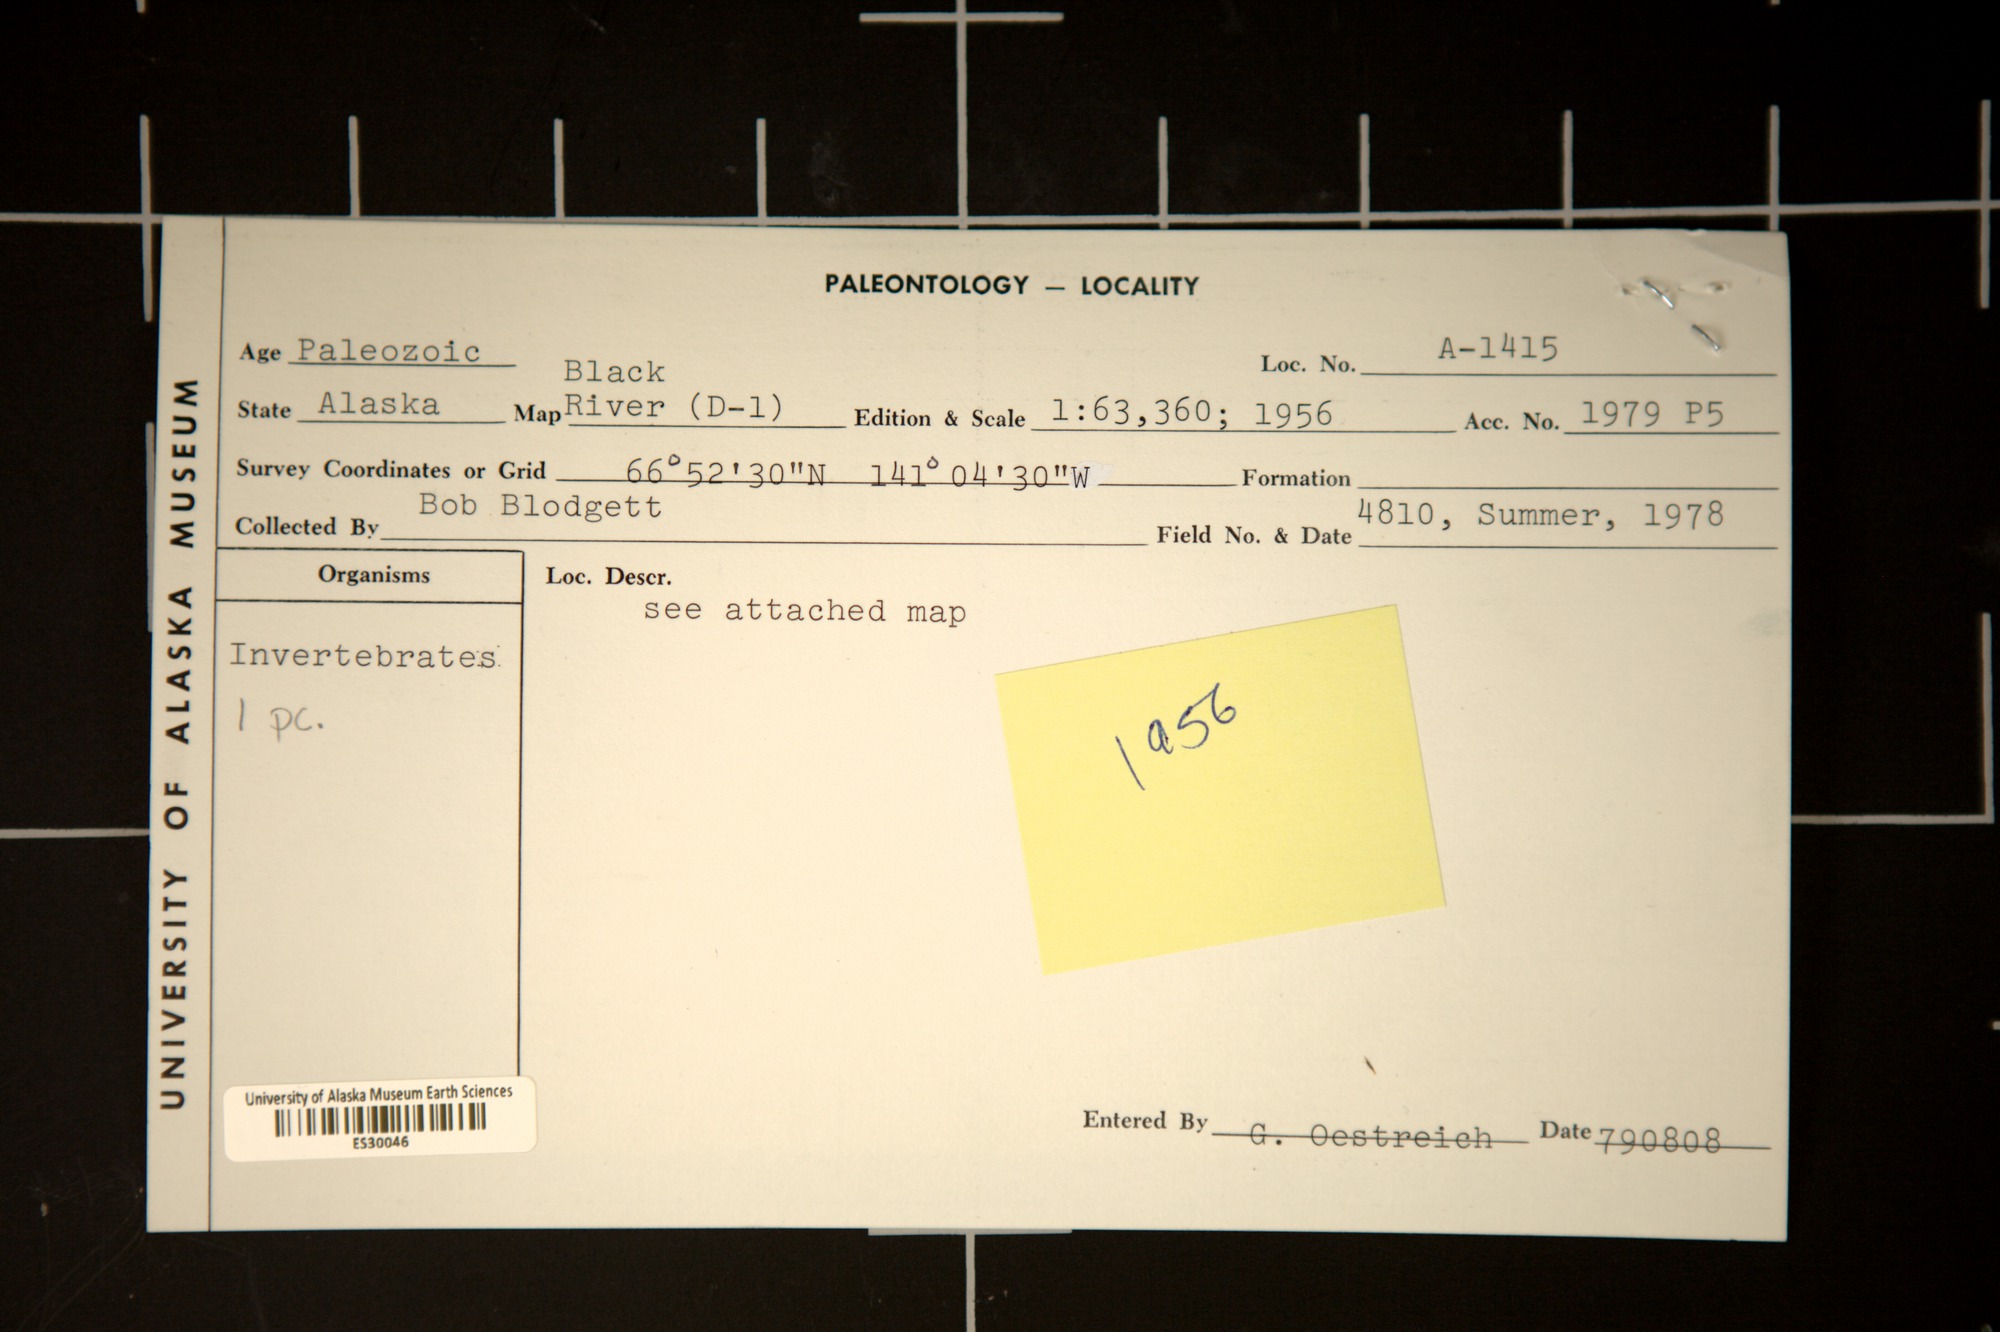 UNIVERSITY OF ALASKA MUSEUM
PALEONTOLOGY — LOCALITY
Age Paleozoic
Loc. No. A-1415
State Alaska Map Black River (D-1) Edition & Scale 1:63,360; 1956 Acc. No. 1979 P5
Survey Coordinates or Grid 66°52'30"N 141°04'30"W Formation
Collected By Bob Blodgett Field No. & Date 4810, Summer, 1978
Organisms
Loc. Descr.
see attached map
Invertebrates
1 pc.
1956
University of Alaska Museum Earth Sciences
ES30046
Entered By G. Oestreich Date 790808